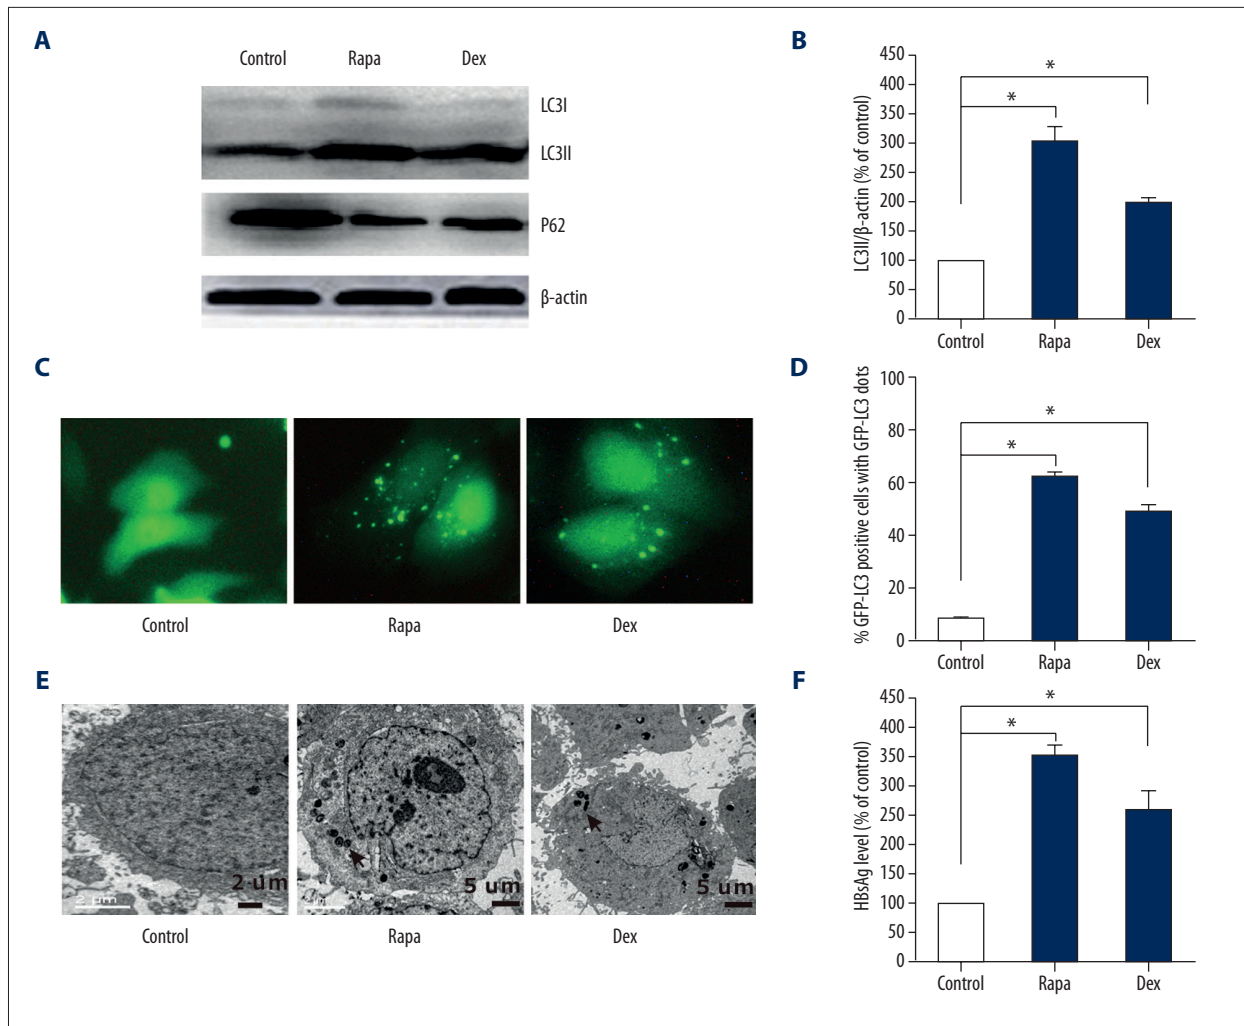 A
Control Rapa Dex
LC3I
LC3II
P62
β-actin
B
LC3II/β-actin (% of control)
450
400
350
300
250
200
150
100
50
0
*
*
Control Rapa Dex
C
Control Rapa Dex
D
% GFP-LC3 positive cells with GFP-LC3 dots
100
80
60
40
20
0
*
*
Control Rapa Dex
E
2 µm
2 um
5 um
5 um
Control Rapa Dex
F
HBsAg level (% of control)
450
400
350
300
250
200
150
100
50
0
*
*
Control Rapa Dex